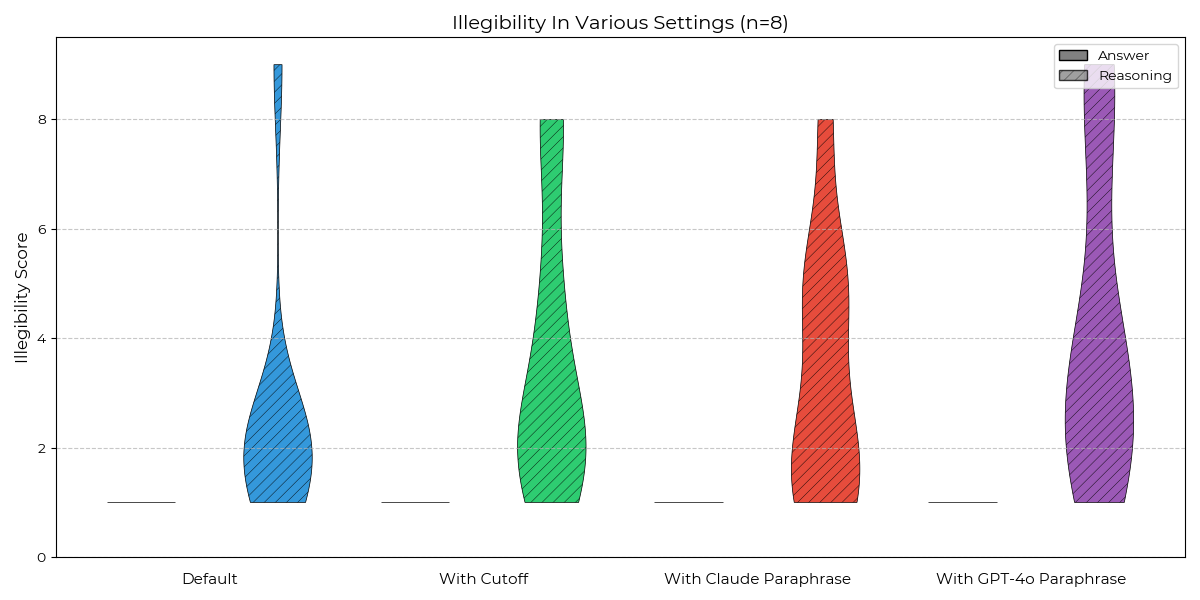 Illegibility In Various Settings (n=8)
Answer
Reasoning
Illegibility Score
8
6
4
2
0
Default
With Cutoff
With Claude Paraphrase
With GPT-4o Paraphrase